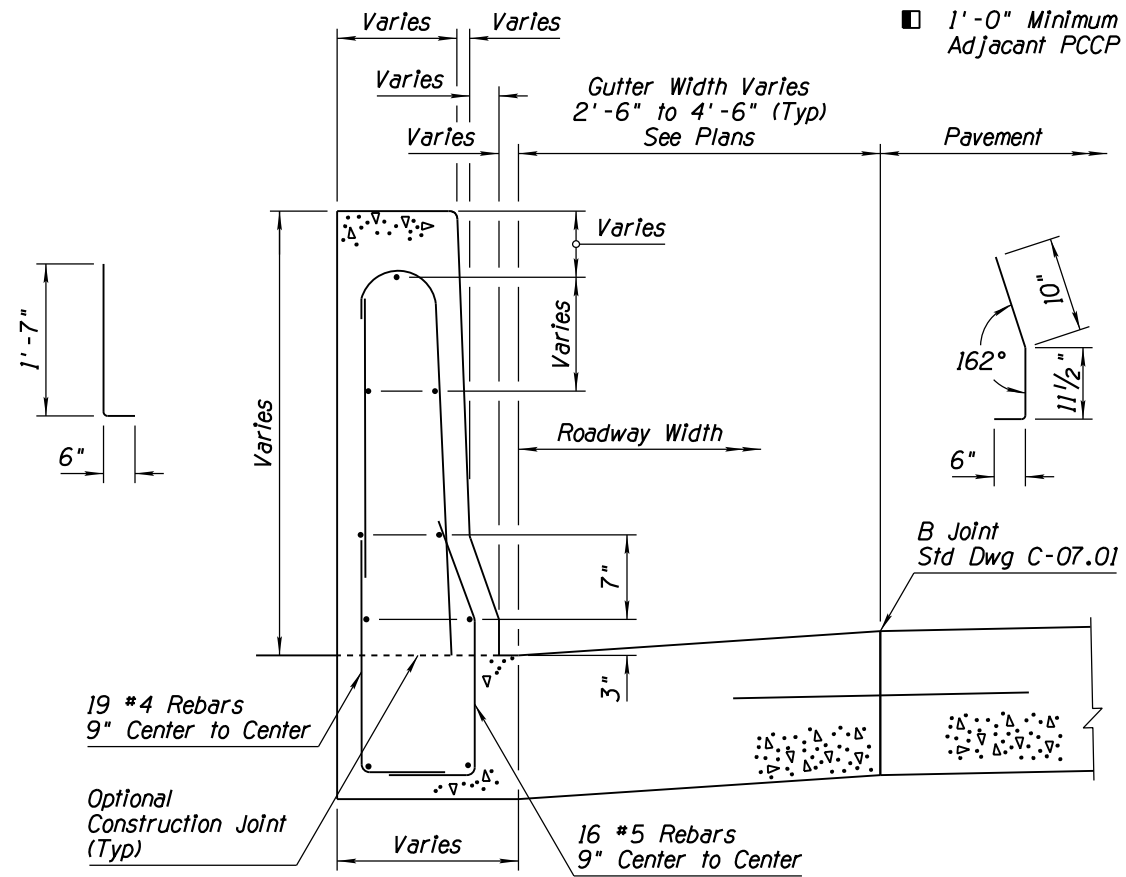 Varies
Varies
1'-0" Minimum
Adjacant PCCP
Varies
Gutter Width Varies
2'-6" to 4'-6" (Typ)
See Plans
Varies
Pavement
Varies
1'-7"
6"
Varies
Varies
10"
162°
11 1/2"
6"
Roadway Width
B Joint
Std Dwg C-07.01
7"
3"
19 #4 Rebars
9" Center to Center
Optional
Construction Joint
(Typ)
Varies
16 #5 Rebars
9" Center to Center